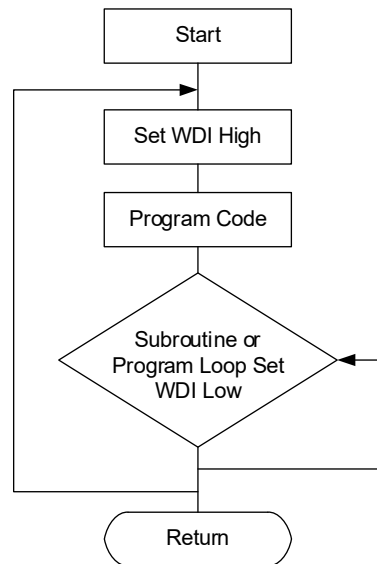 Start
Set WDI High
Program Code
Subroutine or
Program Loop Set
WDI Low
Return